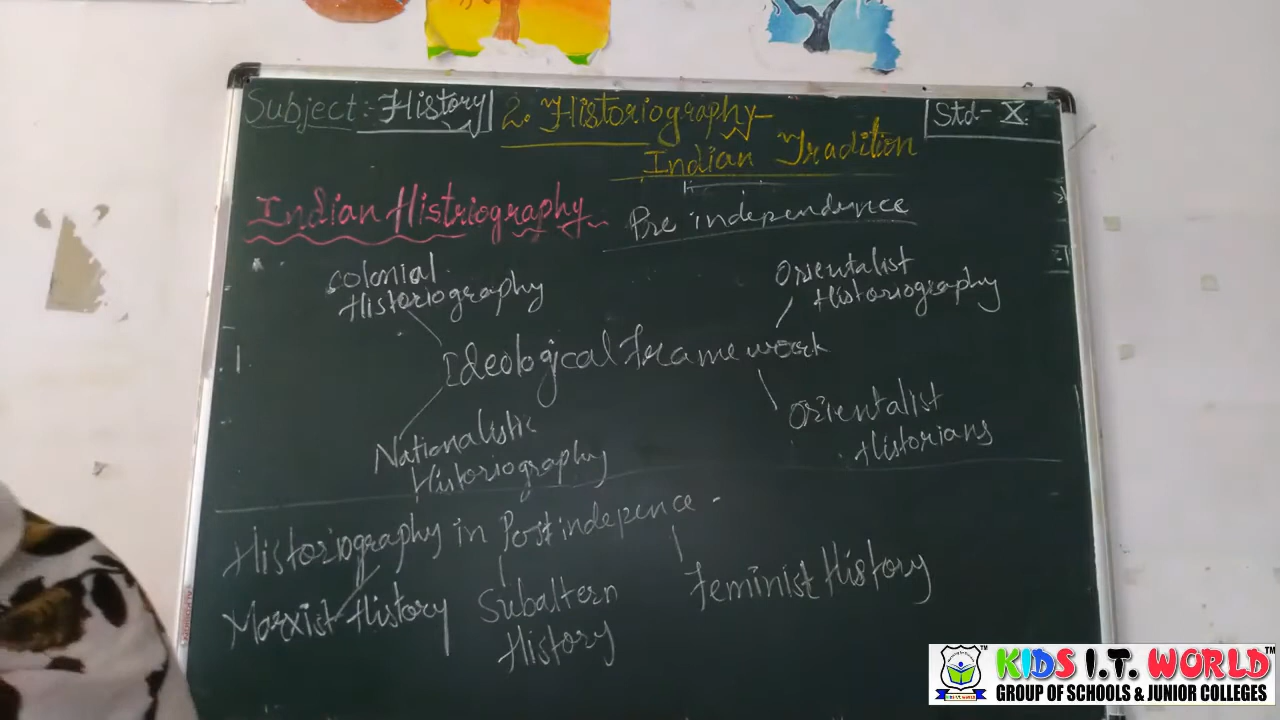 Subject:- History
2. Historiography-
Indian Tradition
Std- X.
Indian Histriography
Pre independence
colonial
Historiography
Orientalist
Historiography
Ideological Framework
Nationalistic
Historiography
Orientalist
Historians
Historiography in Postindepence
Marxist History
Subaltern
History
Feminist History
KIDS I.T. WORLD™
GROUP OF SCHOOLS & JUNIOR COLLEGES